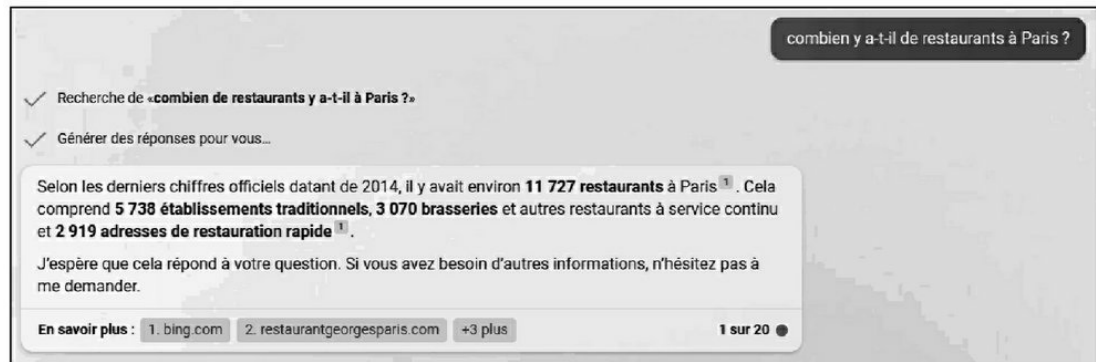 combien y a-t-il de restaurants à Paris ?
Recherche de «combien de restaurants y a-t-il à Paris ?»
Générer des réponses pour vous...
Selon les derniers chiffres officiels datant de 2014, il y avait environ 11 727 restaurants à Paris 1 . Cela
comprend 5 738 établissements traditionnels, 3 070 brasseries et autres restaurants à service continu
et 2 919 adresses de restauration rapide 1 .
J'espère que cela répond à votre question. Si vous avez besoin d'autres informations, n'hésitez pas à
me demander.
En savoir plus : 1. bing.com 2. restaurantgeorgesparis.com +3 plus 1 sur 20